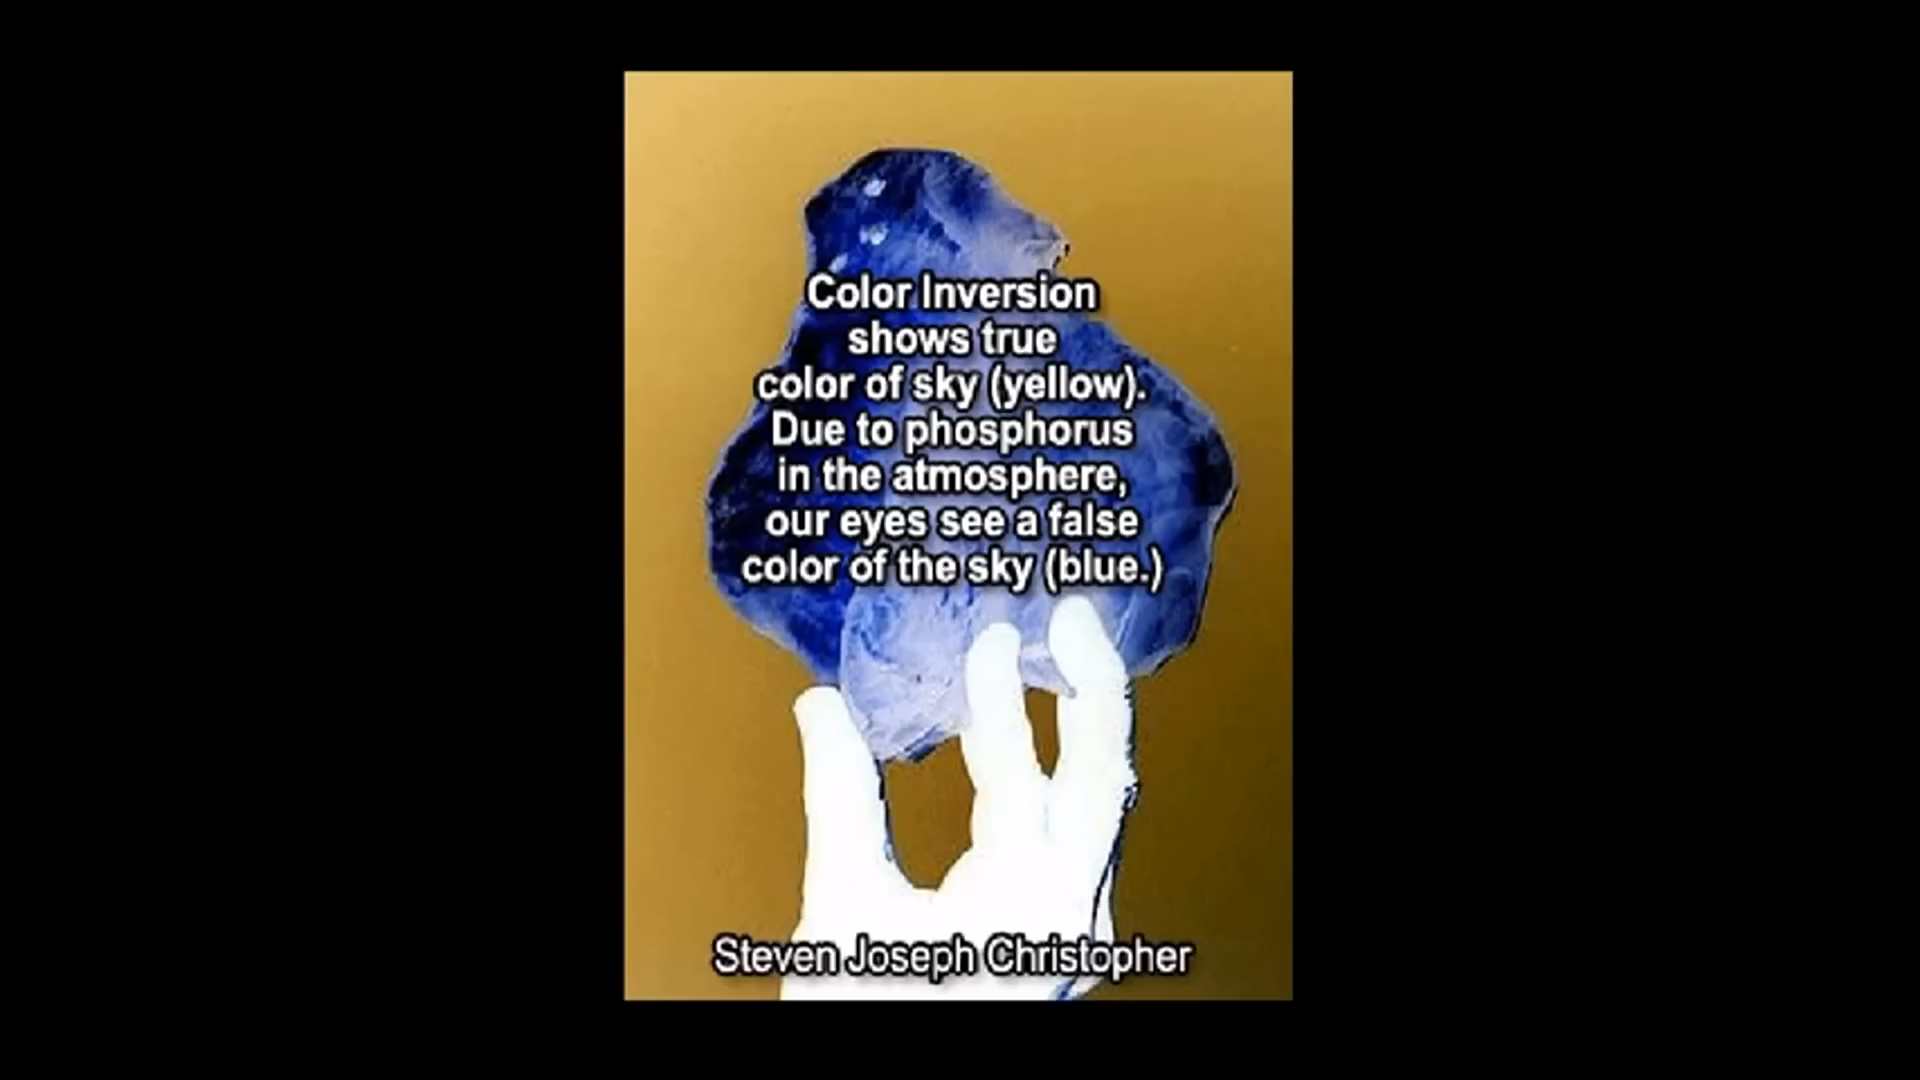 Color Inversion
shows true
color of sky (yellow).
Due to phosphorus
in the atmosphere,
our eyes see a false
color of the sky (blue.)
Steven Joseph Christopher